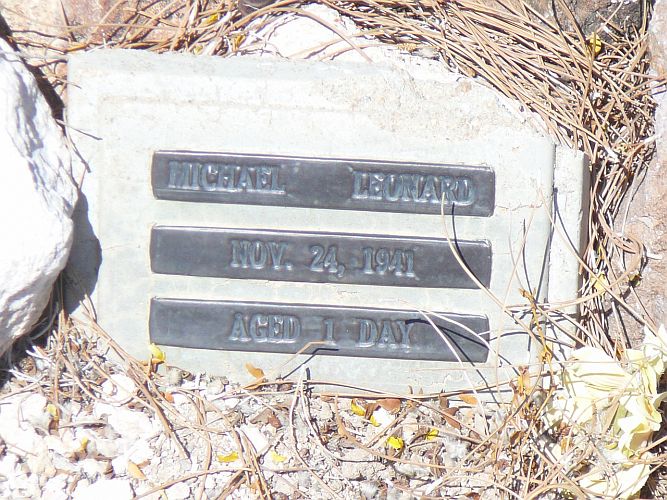 MICHAEL LEONARD
NOV. 24, 1941
AGED 1 DAY